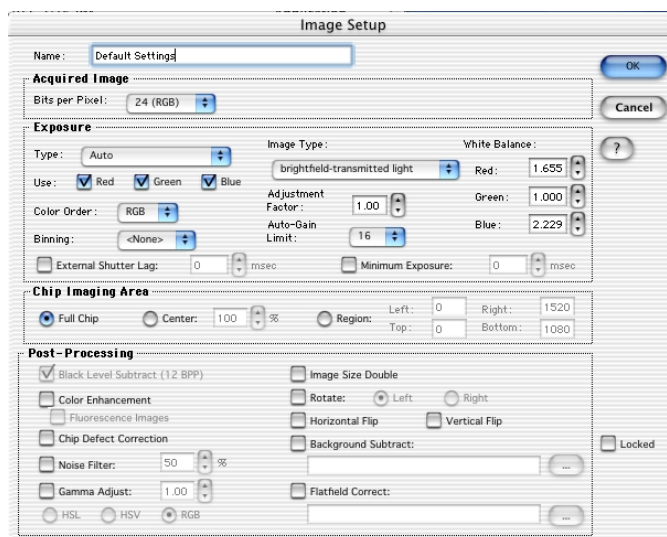 Image Setup
Name: Default Settings
OK
Acquired Image
Bits per Pixel: 24 (RGB)
Cancel
Exposure
Type: Auto
Image Type:
brightfield-transmitted light
White Balance:
?
Use: Red Green Blue
Red: 1.655
Color Order: RGB
Adjustment Factor: 1.00
Green: 1.000
Binning: <None>
Auto-Gain Limit: 16
Blue: 2.229
External Shutter Lag: 0 msec
Minimum Exposure: 0 msec
Chip Imaging Area
Full Chip
Center: 100 %
Region:
Left: 0 Right: 1520
Top: 0 Bottom: 1080
Post-Processing
Black Level Subtract (12 BPP)
Image Size Double
Color Enhancement
Rotate: Left Right
Fluorescence Images
Horizontal Flip Vertical Flip
Chip Defect Correction
Background Subtract:
Locked
Noise Filter: 50 %
...
Gamma Adjust: 1.00
Flatfield Correct:
HSL HSV RGB
...